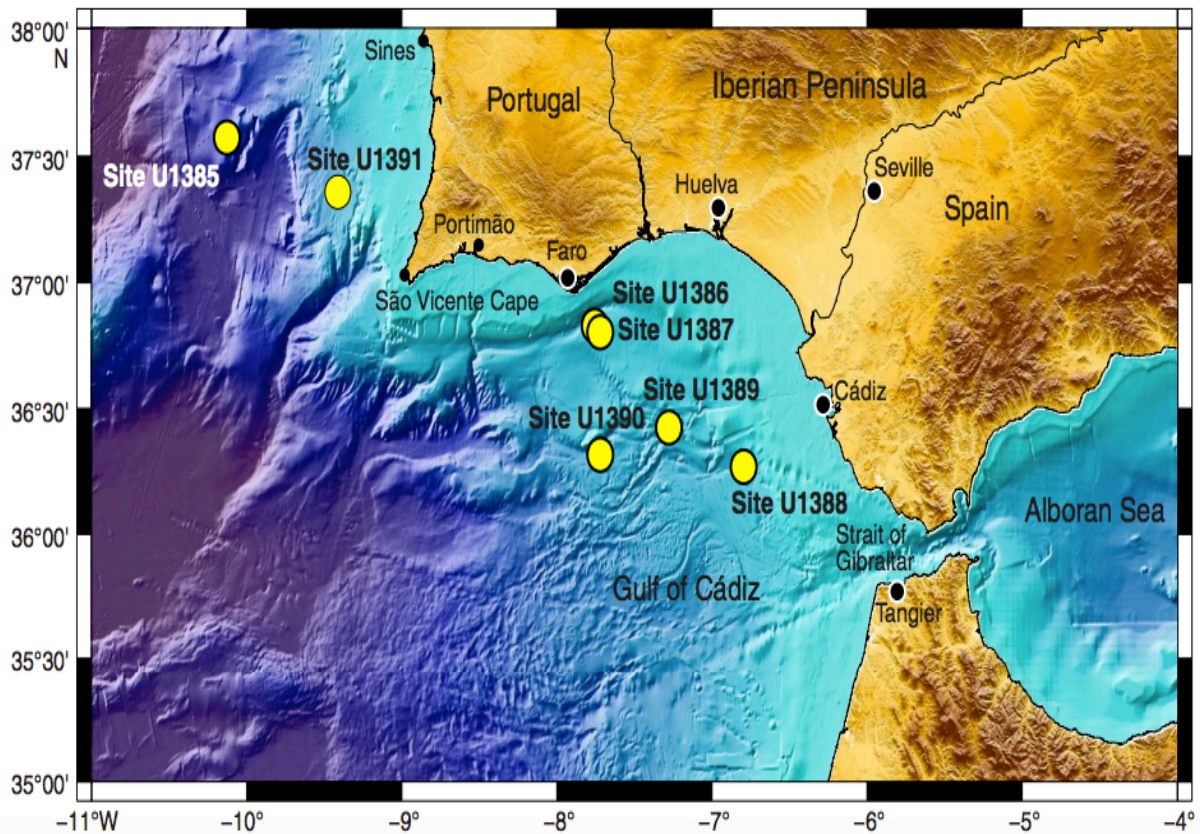 38°00'
N
Sines
Portugal
Iberian Peninsula
37°30'
Site U1385
Site U1391
Huelva
Seville
Spain
Portimão
Faro
37°00'
São Vicente Cape
Site U1386
Site U1387
36°30'
Site U1389
Cádiz
Site U1390
Site U1388
Alboran Sea
36°00'
Strait of
Gibraltar
Gulf of Cádiz
Tangier
35°30'
35°00'
−11°W
−10°
−9°
−8°
−7°
−6°
−5°
−4°